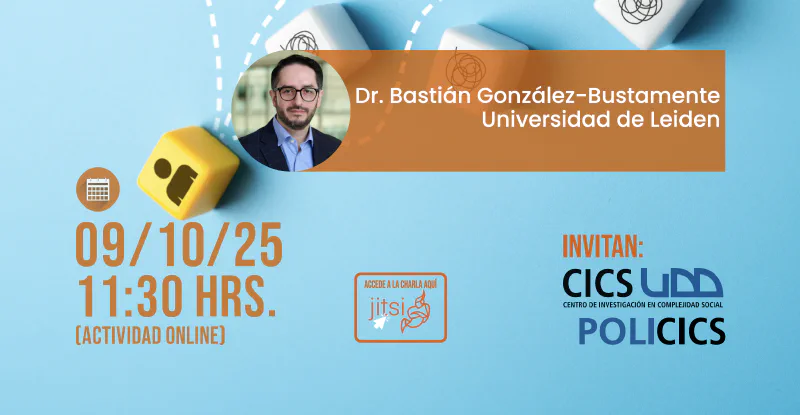 Dr. Bastián González-Bustamente
Universidad de Leiden
09/10/25
11:30 HRS.
(ACTIVIDAD ONLINE)
ACCEDE A LA CHARLA AQUÍ
jitsi
INVITAN:
CICS UDD
CENTRO DE INVESTIGACIÓN EN COMPLEJIDAD SOCIAL
POLICICS